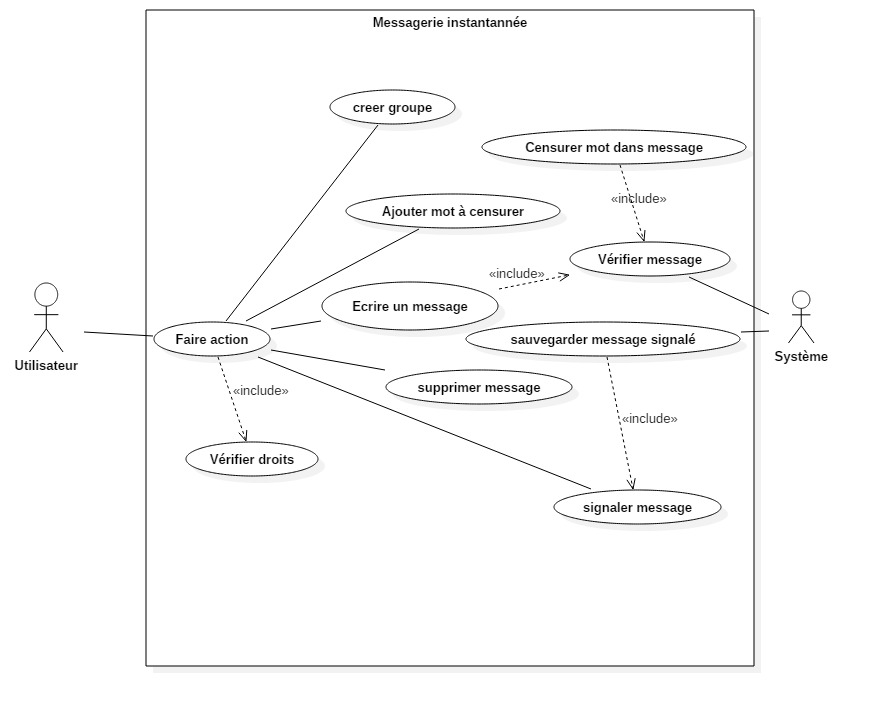 Messagerie instantannée
creer groupe
Censurer mot dans message
«include»
Ajouter mot à censurer
Vérifier message
«include»
Ecrire un message
Faire action
sauvegarder message signalé
Utilisateur
Système
supprimer message
«include»
«include»
Vérifier droits
signaler message